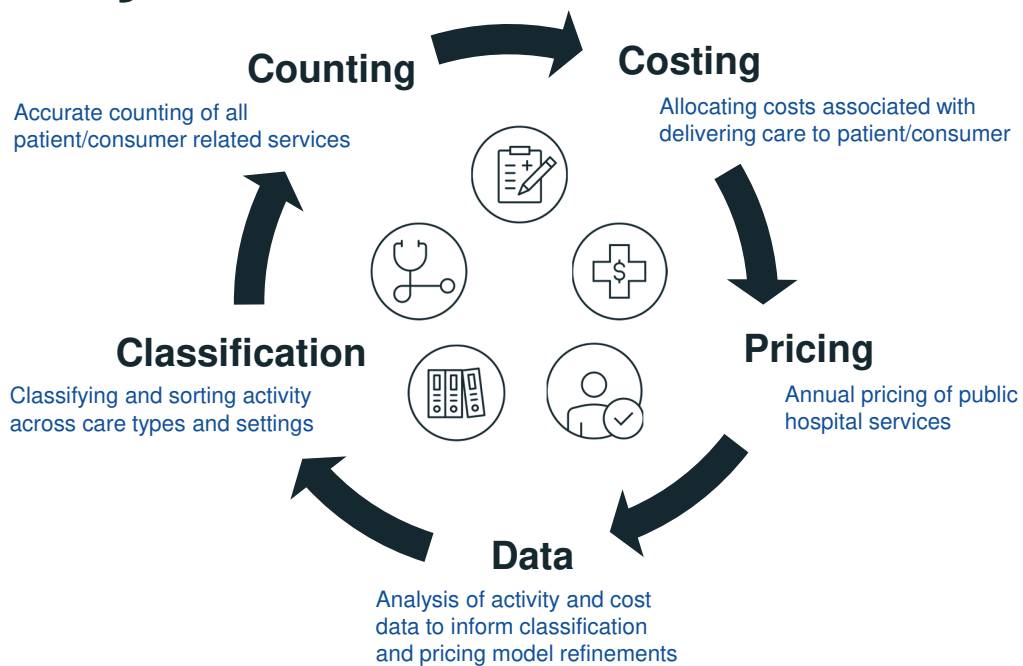 Counting
Accurate counting of all
patient/consumer related services
Costing
Allocating costs associated with
delivering care to patient/consumer
$
Pricing
Annual pricing of public
hospital services
Data
Analysis of activity and cost
data to inform classification
and pricing model refinements
Classification
Classifying and sorting activity
across care types and settings